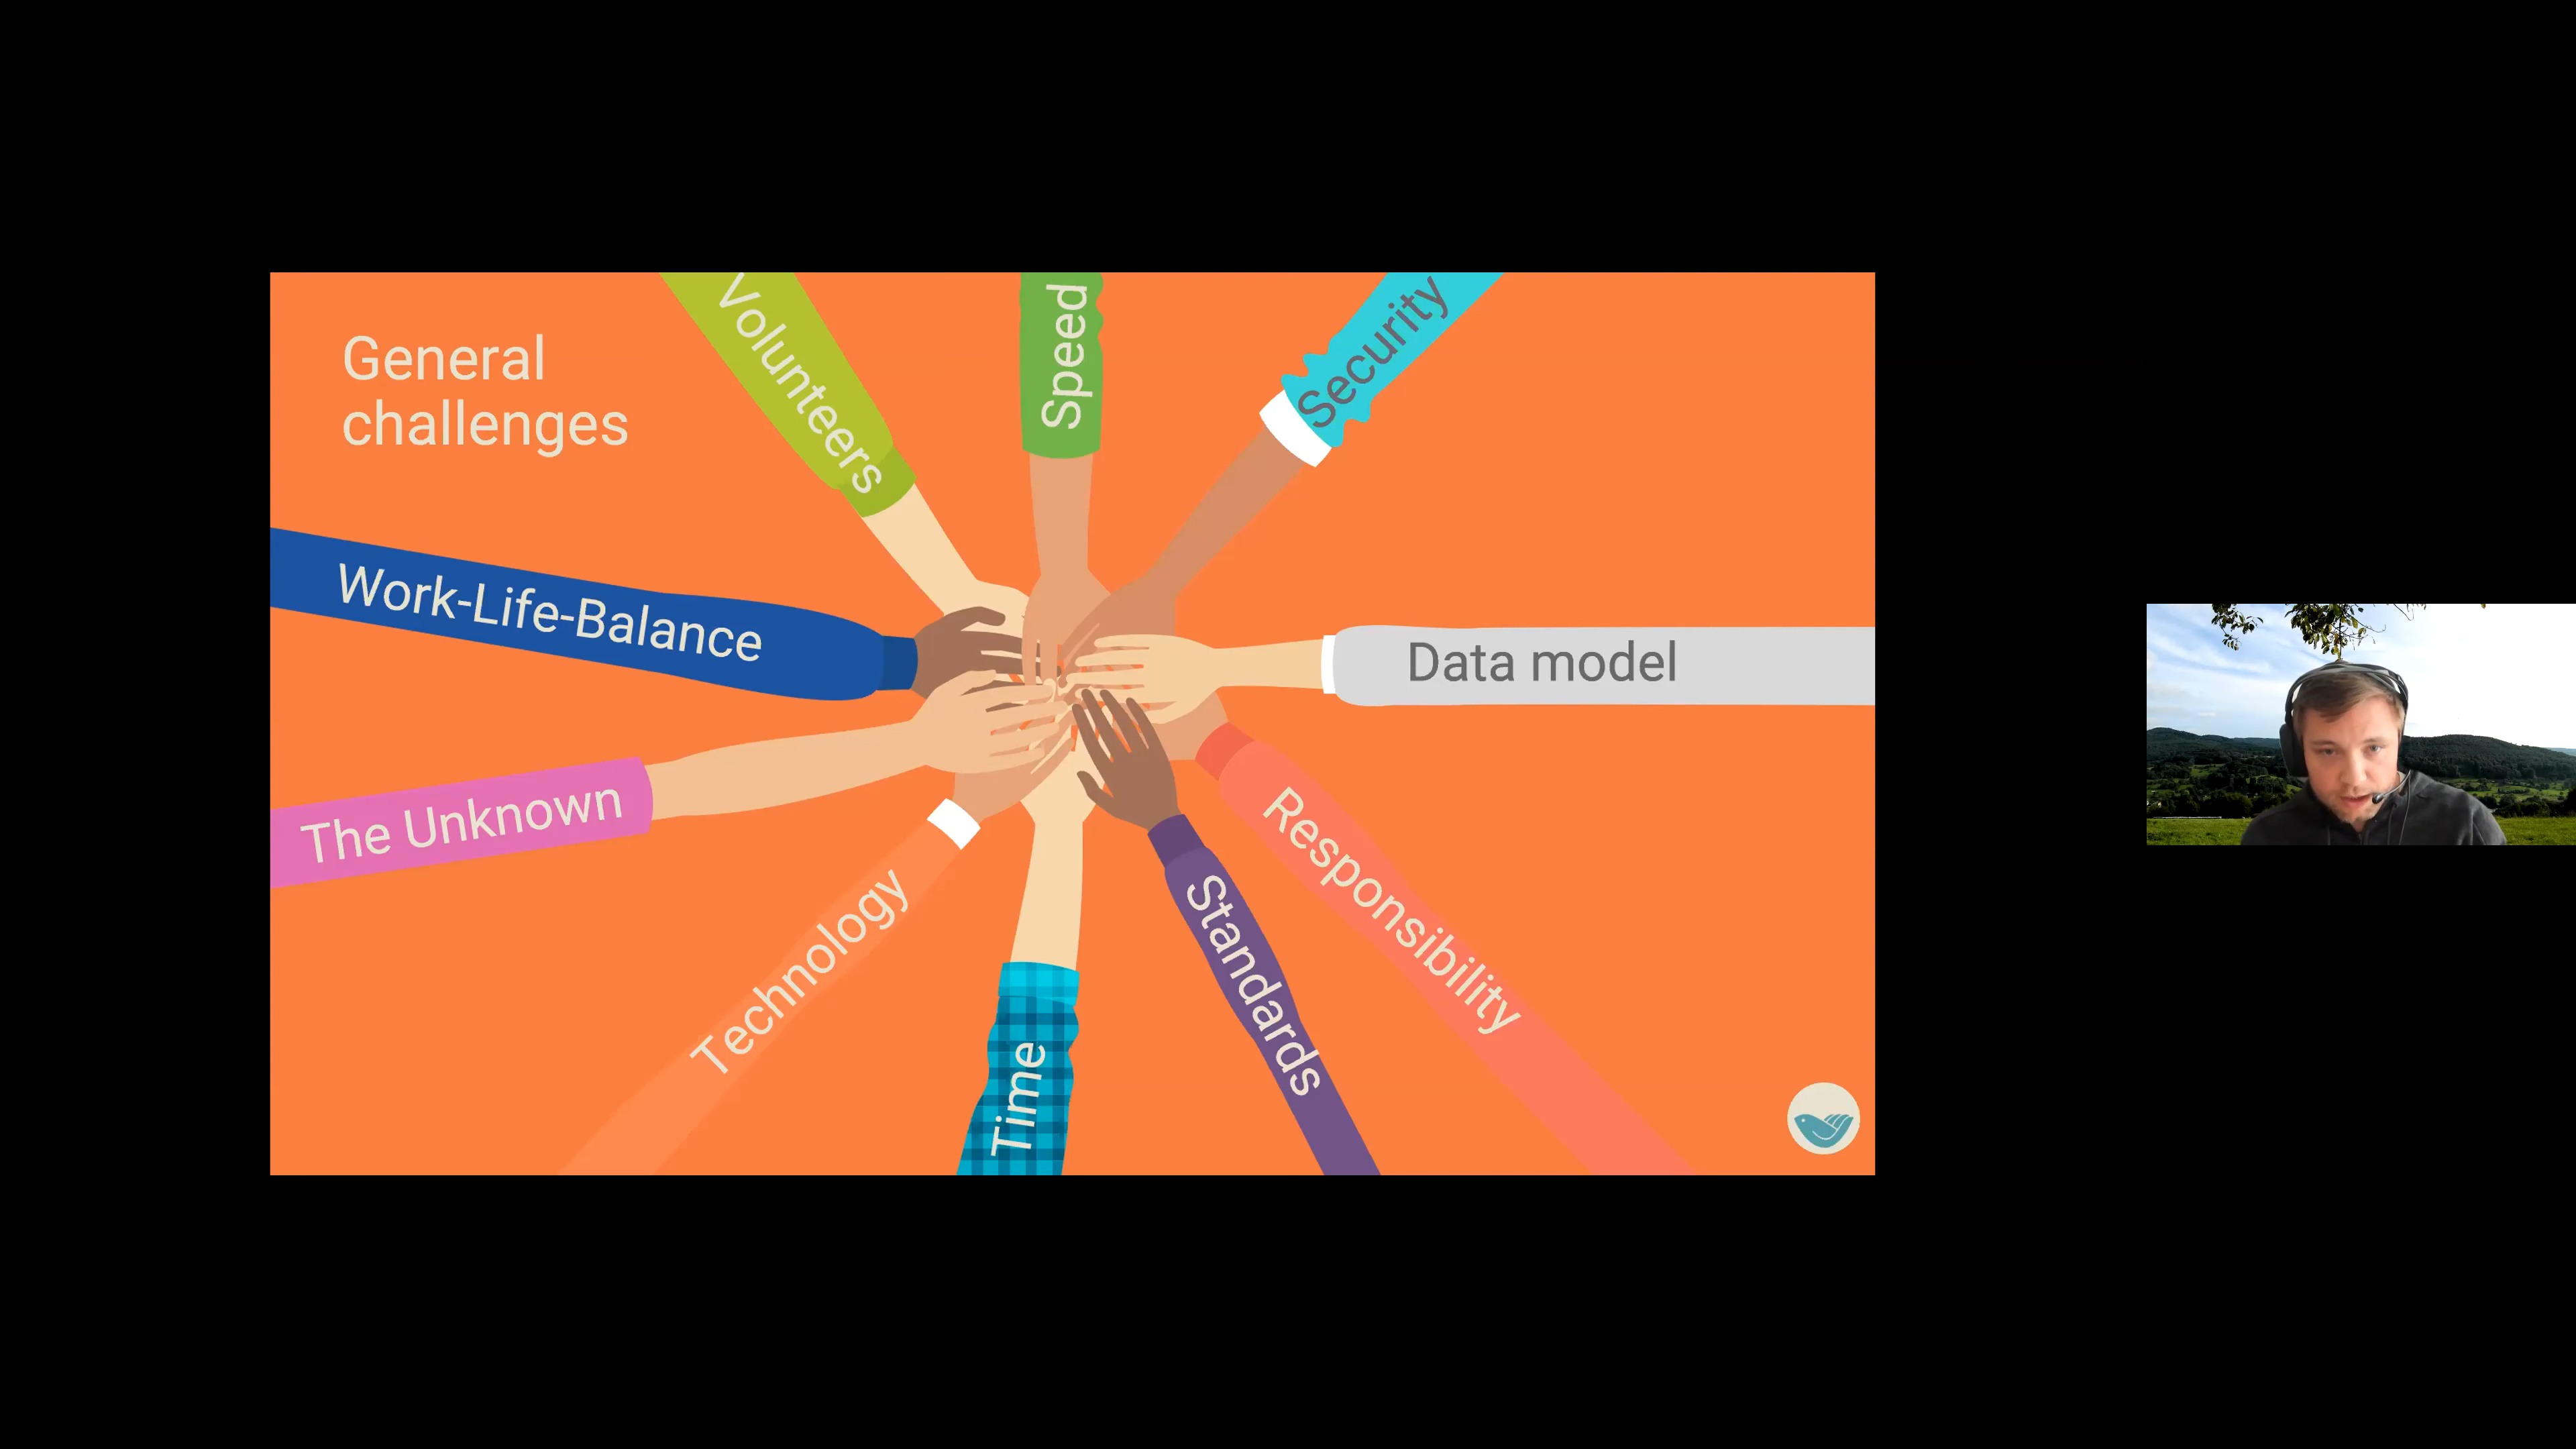 General
challenges
Volunteers
Speed
Security
Work-Life-Balance
Data model
The Unknown
Responsibility
Technology
Standards
Time